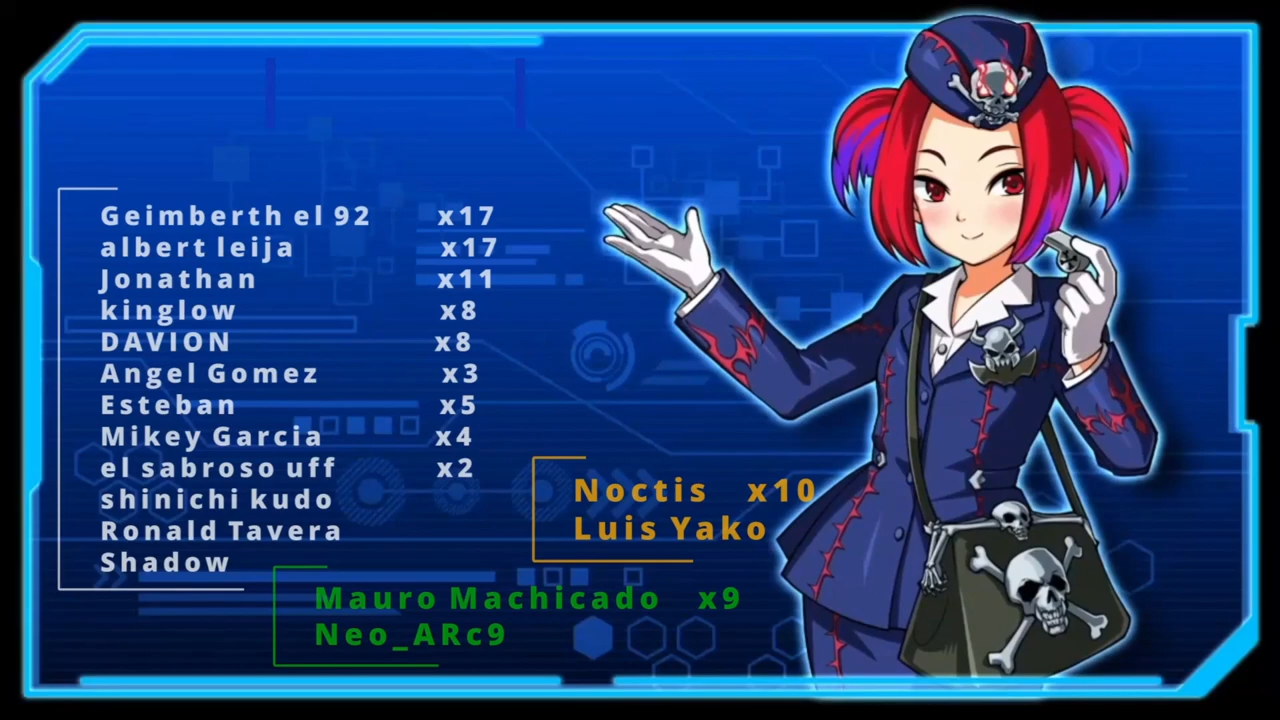 Geimberth el 92 x17
albert leija x17
Jonathan x11
kinglow x8
DAVION x8
Angel Gomez x3
Esteban x5
Mikey Garcia x4
el sabroso uff x2
shinichi kudo
Ronald Tavera
Shadow
Noctis x10
Luis Yako
Mauro Machicado x9
Neo_ARc9